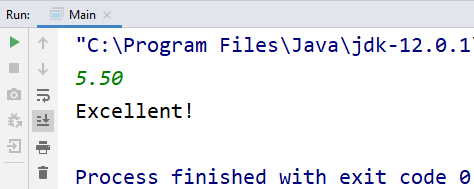 Run: Main
"C:\Program Files\Java\jdk-12.0.1
5.50
Excellent!
Process finished with exit code 0